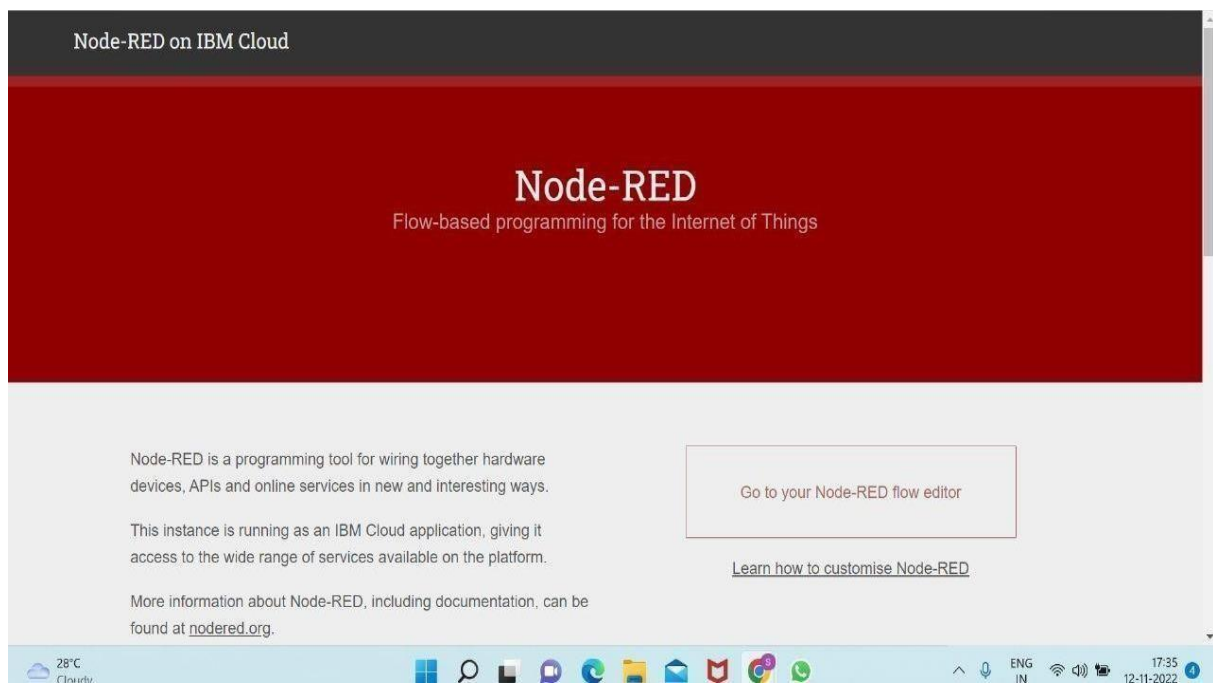 Node-RED on IBM Cloud
Node-RED
Flow-based programming for the Internet of Things
Node-RED is a programming tool for wiring together hardware
devices, APIs and online services in new and interesting ways.
This instance is running as an IBM Cloud application, giving it
access to the wide range of services available on the platform.
More information about Node-RED, including documentation, can be
found at nodered.org.
Go to your Node-RED flow editor
Learn how to customise Node-RED
28°C
Cloudy
S
ENG
IN
17:35
12-11-2022
4